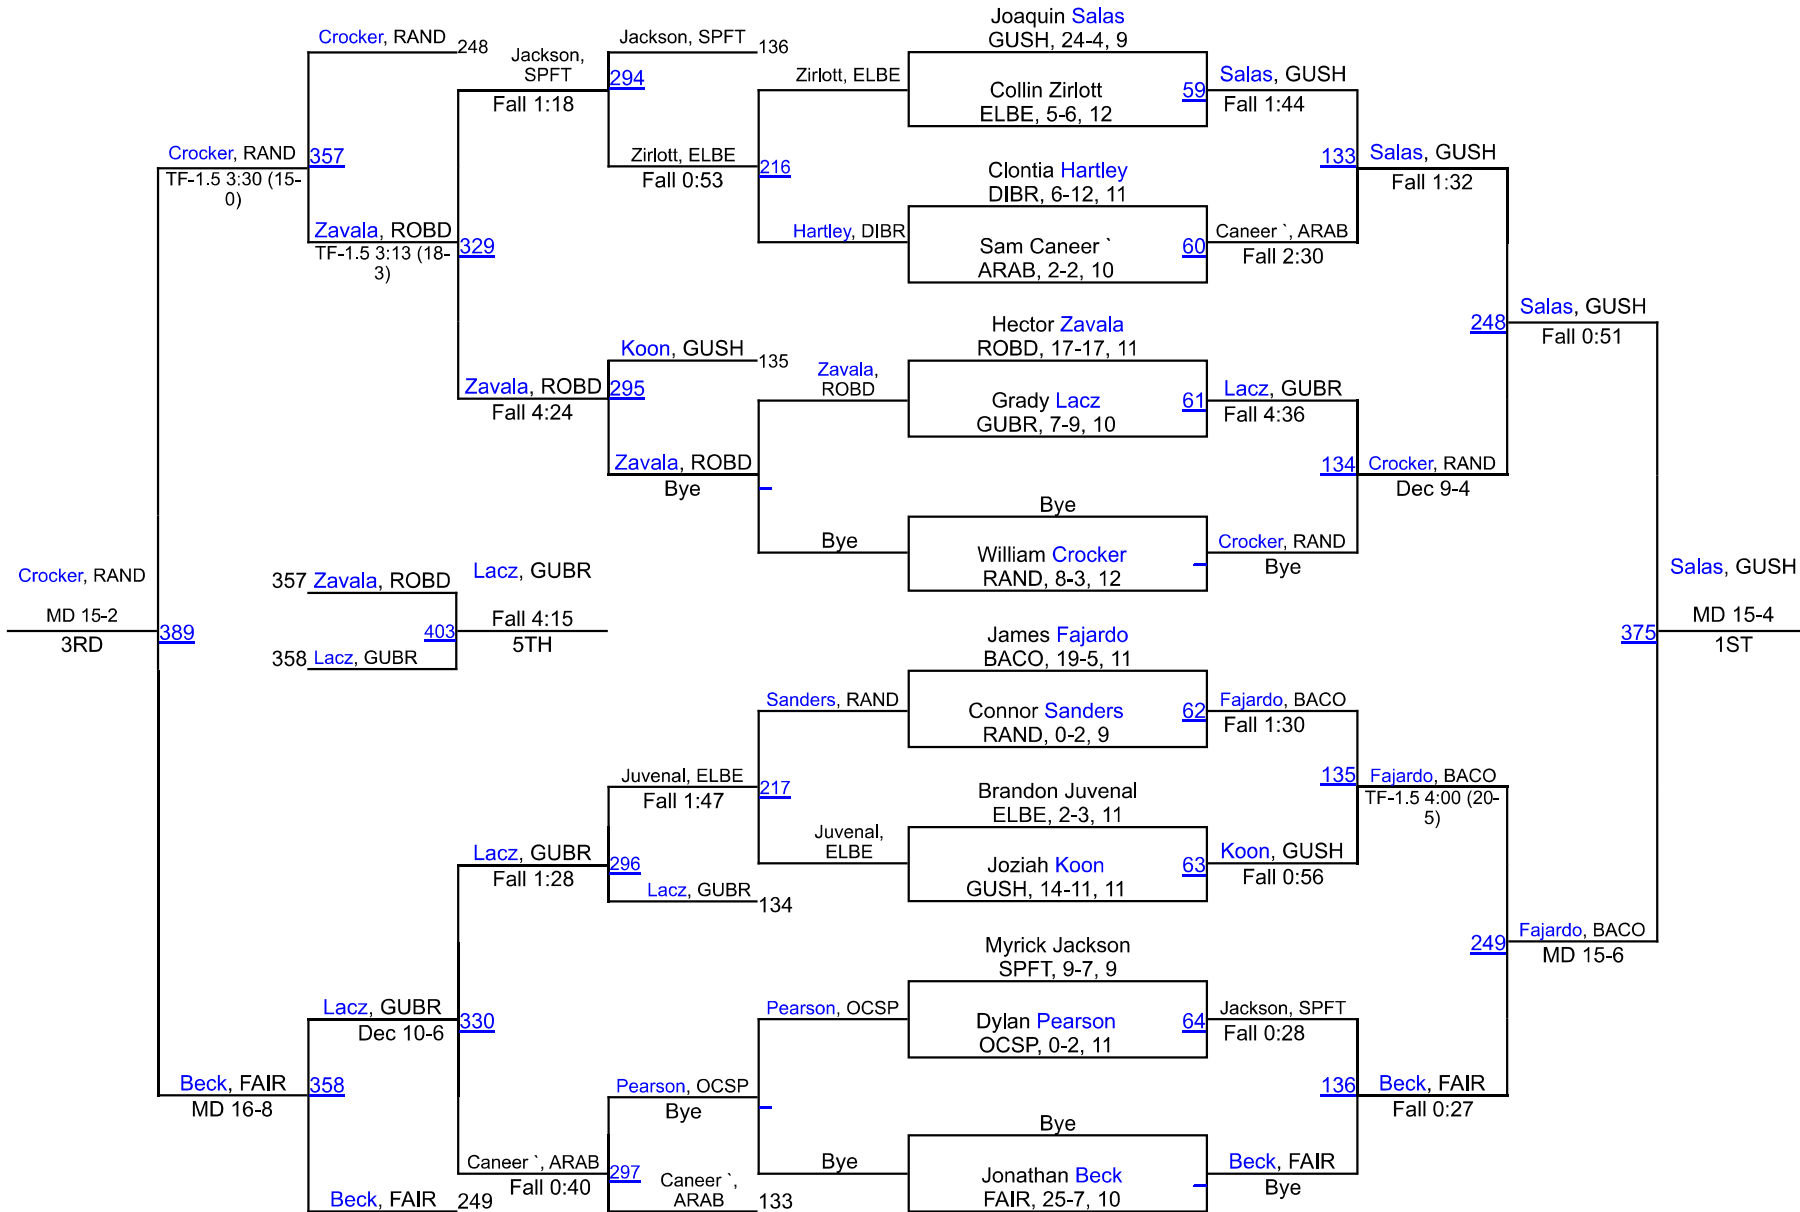 Joaquin Salas
GUSH, 24-4, 9
Crocker, RAND
248
Jackson,
SPFT
Jackson, SPFT
136
294
Zirlott, ELBE
Collin Zirlott
ELBE, 5-6, 12
59
Salas, GUSH
Fall 1:44
Fall 1:18
Crocker, RAND
357
TF-1.5 3:30 (15-
0)
Zirlott, ELBE
Fall 0:53
216
Clontia Hartley
DIBR, 6-12, 11
133
Salas, GUSH
Fall 1:32
Zavala, ROBD
TF-1.5 3:13 (18-
3)
329
Hartley, DIBR
Sam Caneer `
ARAB, 2-2, 10
60
Caneer `, ARAB
Fall 2:30
248
Salas, GUSH
Fall 0:51
Hector Zavala
ROBD, 17-17, 11
Koon, GUSH
135
Zavala, ROBD
Fall 4:24
295
Zavala,
ROBD
Grady Lacz
GUBR, 7-9, 10
61
Lacz, GUBR
Fall 4:36
Zavala, ROBD
Bye
134
Crocker, RAND
Dec 9-4
Bye
Bye
William Crocker
RAND, 8-3, 12
Crocker, RAND
Bye
Crocker, RAND
MD 15-2
3RD
389
357
Zavala, ROBD
358
Lacz, GUBR
403
Lacz, GUBR
Fall 4:15
5TH
Salas, GUSH
MD 15-4
1ST
375
James Fajardo
BACO, 19-5, 11
Sanders, RAND
Connor Sanders
RAND, 0-2, 9
62
Fajardo, BACO
Fall 1:30
Juvenal, ELBE
Fall 1:47
217
Brandon Juvenal
ELBE, 2-3, 11
135
Fajardo, BACO
TF-1.5 4:00 (20-
5)
Juvenal,
ELBE
Joziah Koon
GUSH, 14-11, 11
63
Koon, GUSH
Fall 0:56
Lacz, GUBR
Fall 1:28
296
Lacz, GUBR
134
249
Fajardo, BACO
MD 15-6
Myrick Jackson
SPFT, 9-7, 9
Lacz, GUBR
Dec 10-6
330
Pearson, OCSP
Dylan Pearson
OCSP, 0-2, 11
64
Jackson, SPFT
Fall 0:28
Beck, FAIR
MD 16-8
358
Pearson, OCSP
Bye
136
Beck, FAIR
Fall 0:27
Bye
Caneer `, ARAB
Fall 0:40
297
Bye
Jonathan Beck
FAIR, 25-7, 10
Beck, FAIR
Bye
Beck, FAIR
249
Caneer `,
ARAB
133